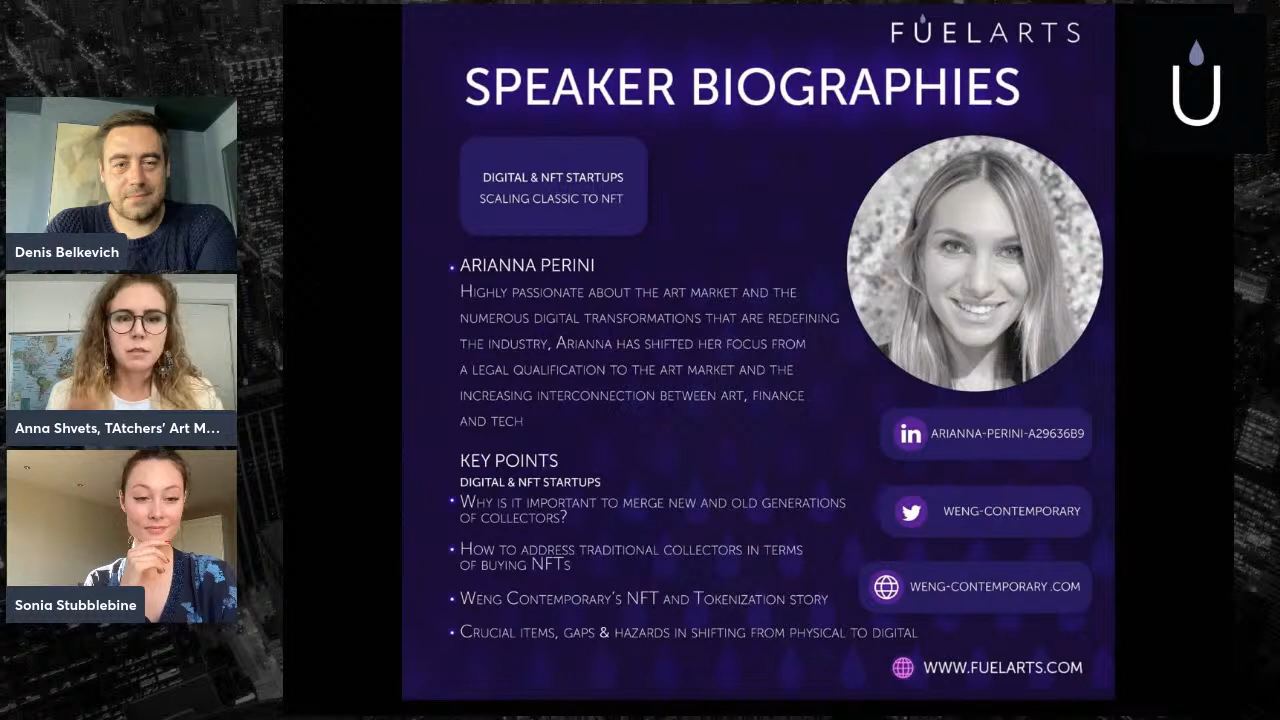 FUELARTS
SPEAKER BIOGRAPHIES
DIGITAL & NFT STARTUPS
SCALING CLASSIC TO NFT
• ARIANNA PERINI
HIGHLY PASSIONATE ABOUT THE ART MARKET AND THE
NUMEROUS DIGITAL TRANSFORMATIONS THAT ARE REDEFINING
THE INDUSTRY, ARIANNA HAS SHIFTED HER FOCUS FROM
A LEGAL QUALIFICATION TO THE ART MARKET AND THE
INCREASING INTERCONNECTION BETWEEN ART, FINANCE
AND TECH
KEY POINTS
DIGITAL & NFT STARTUPS
• WHY IS IT IMPORTANT TO MERGE NEW AND OLD GENERATIONS
OF COLLECTORS?
• HOW TO ADDRESS TRADITIONAL COLLECTORS IN TERMS
OF BUYING NFTS
• WENG CONTEMPORARY'S NFT AND TOKENIZATION STORY
• CRUCIAL ITEMS, GAPS & HAZARDS IN SHIFTING FROM PHYSICAL TO DIGITAL
in ARIANNA-PERINI-A29636B9
WENG-CONTEMPORARY
WENG-CONTEMPORARY .COM
WWW.FUELARTS.COM
U
Denis Belkevich
Anna Shvets, TAtchers' Art M...
Sonia Stubblebine